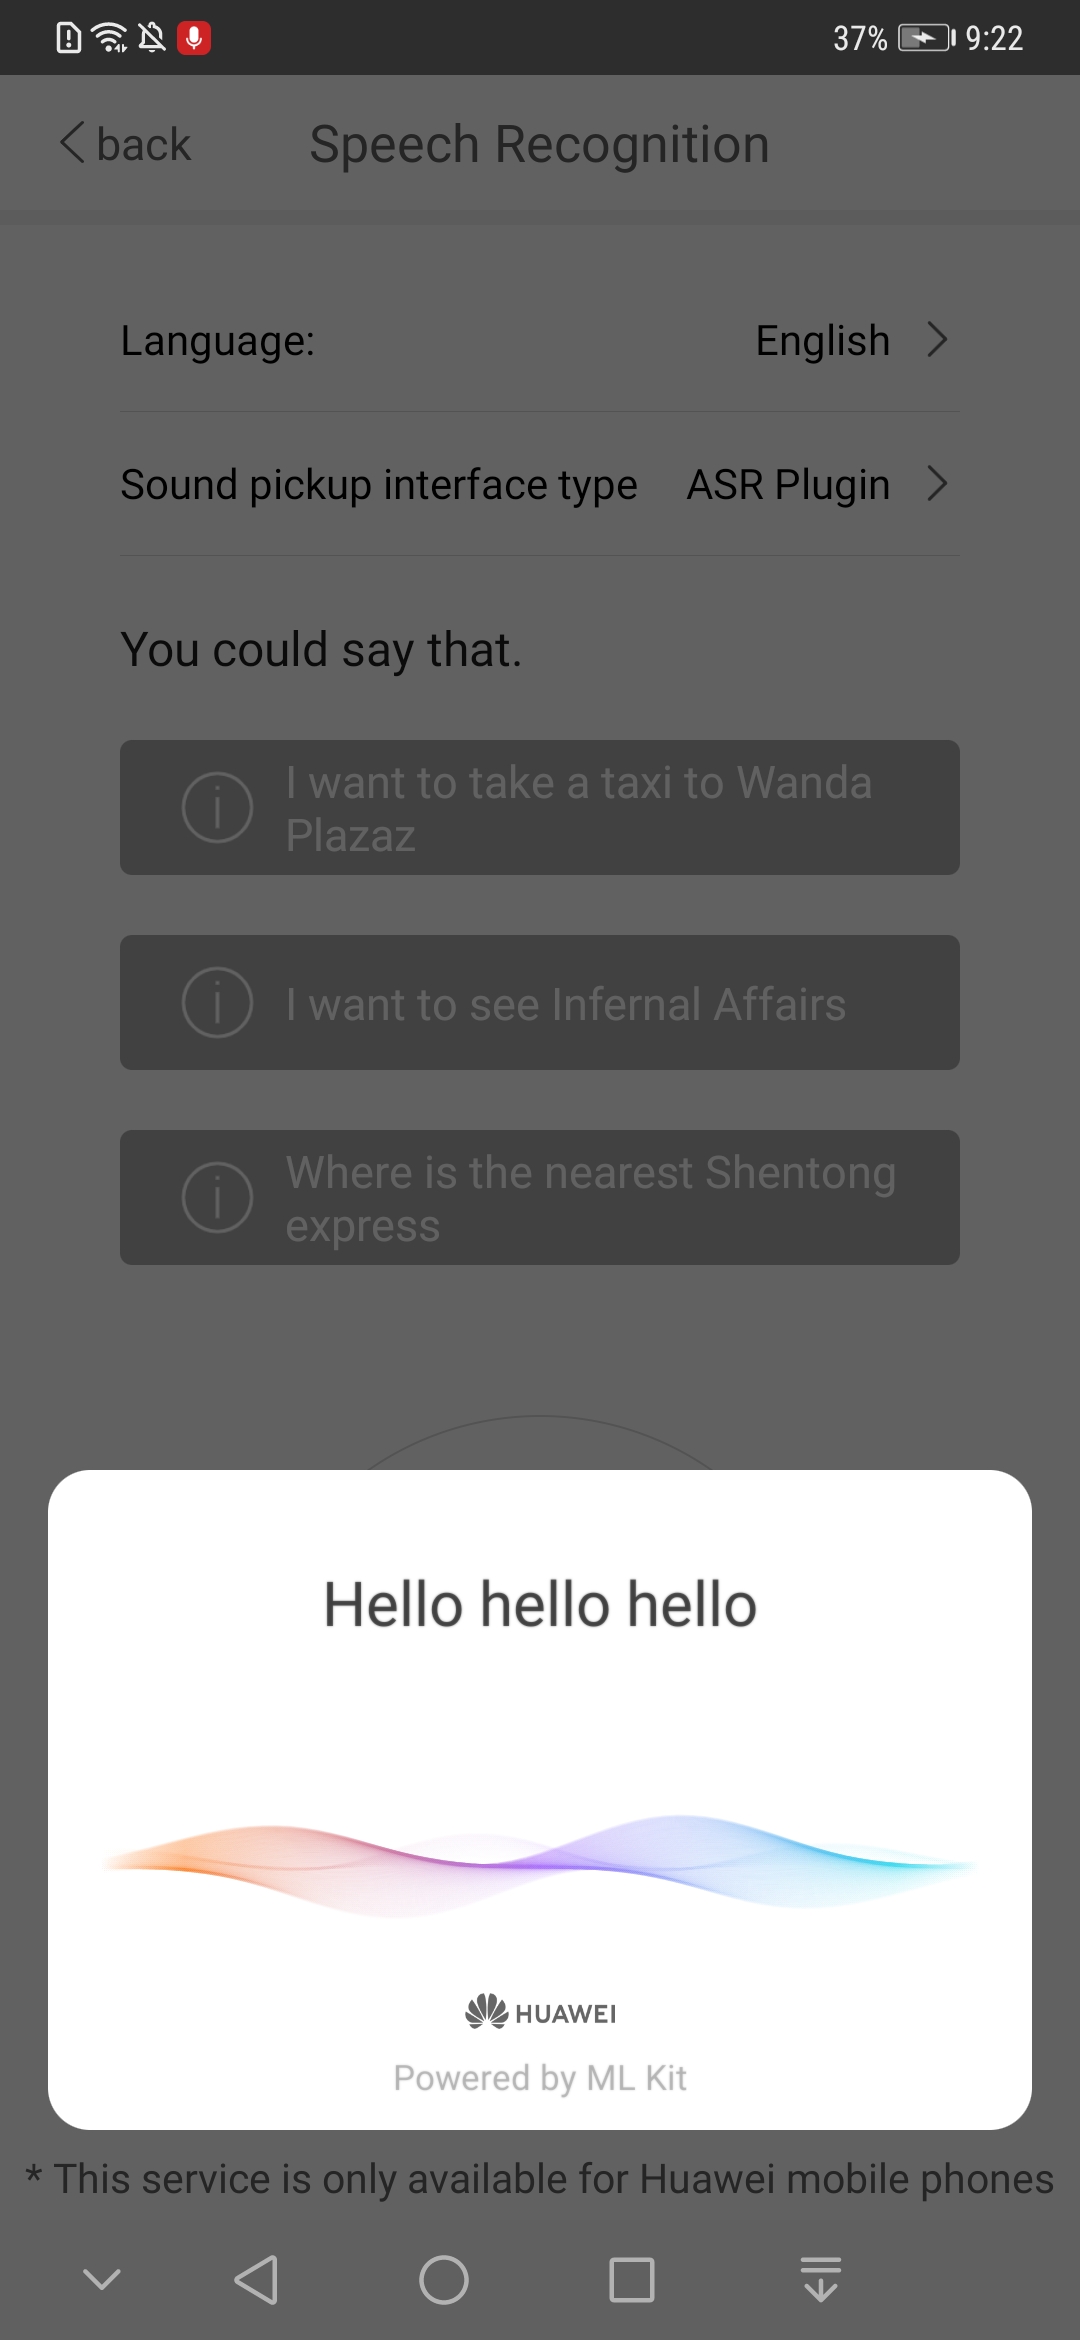 37% 9:22
back Speech Recognition
Language: English
Sound pickup interface type ASR Plugin
You could say that.
I want to take a taxi to Wanda
Plazaz
I want to see Infernal Affairs
Where is the nearest Shentong
express
Hello hello hello
HUAWEI
Powered by ML Kit
* This service is only available for Huawei mobile phones